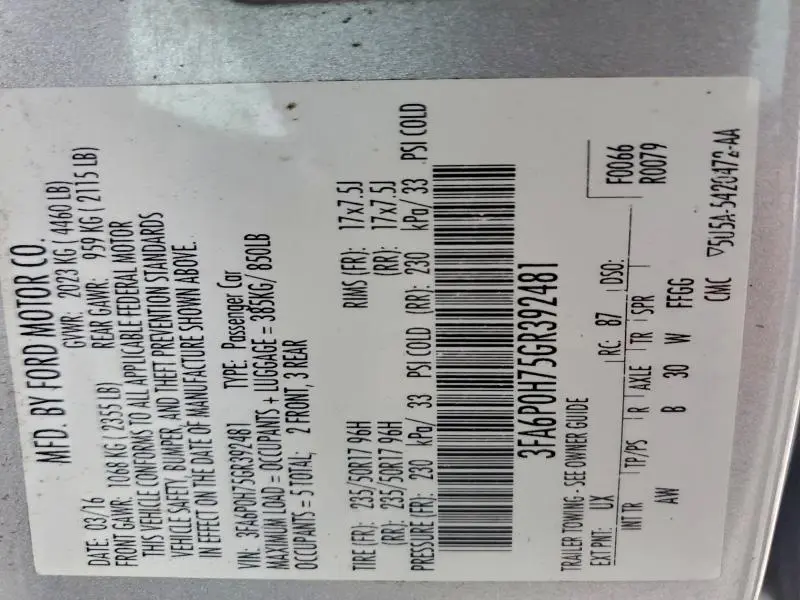 MFD. BY FORD MOTOR CO.
DATE: 03/16 GVWR: 2023 KG ( 4460 LB)
FRONT GAWR: 1068 KG ( 2355 LB) REAR GAWR: 959 KG ( 2115 LB)
THIS VEHICLE CONFORMS TO ALL APPLICABLE FEDERAL MOTOR
VEHICLE SAFETY, BUMPER, AND THEFT PREVENTION STANDARDS
IN EFFECT ON THE DATE OF MANUFACTURE SHOWN ABOVE.
VIN: 3FA6P0H75GR392481 TYPE: Passenger Car
MAXIMUM LOAD = OCCUPANTS + LUGGAGE = 385KG/ 850LB
OCCUPANTS = 5 TOTAL; 2 FRONT, 3 REAR
TIRE (FR): 235/50R17 96H RIMS (FR): 17x7.5J
(RR): 235/50R17 96H (RR): 17x7.5J
PRESSURE (FR): 230 kPa/ 33 PSI COLD (RR): 230 kPa/ 33 PSI COLD
3FA6P0H75GR392481
F0066
R0079
TRAILER TOWING - SEE OWNER GUIDE
EXT PNT: UX RC: 87 DSO:
INT TR TP/PS R AXLE TR SPR
AW B 30 W FFGG
CMC ▽5U5A-5420472-AA